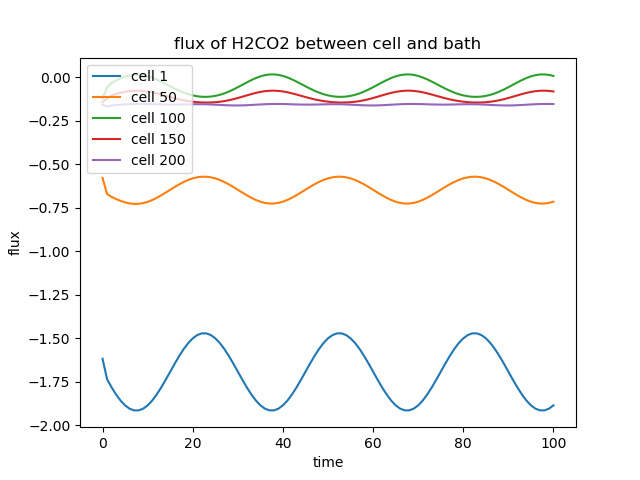 flux of H2CO2 between cell and bath
cell 1
cell 50
cell 100
cell 150
cell 200
flux
0.00
−0.25
−0.50
−0.75
−1.00
−1.25
−1.50
−1.75
−2.00
0
20
40
60
80
100
time